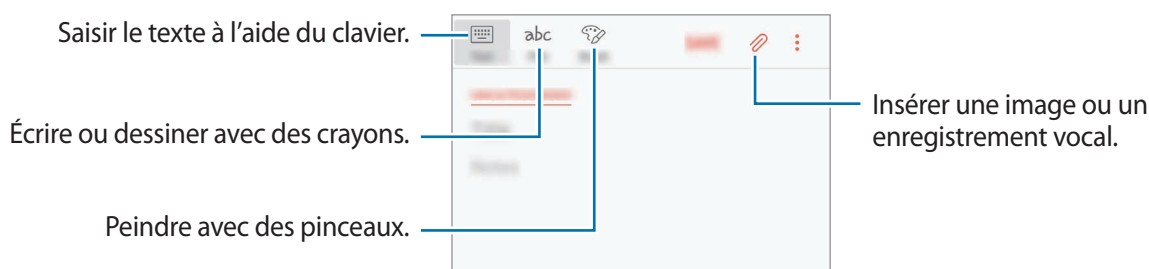 Saisir le texte à l'aide du clavier.
abc
Écrire ou dessiner avec des crayons.
Insérer une image ou un
enregistrement vocal.
Peindre avec des pinceaux.